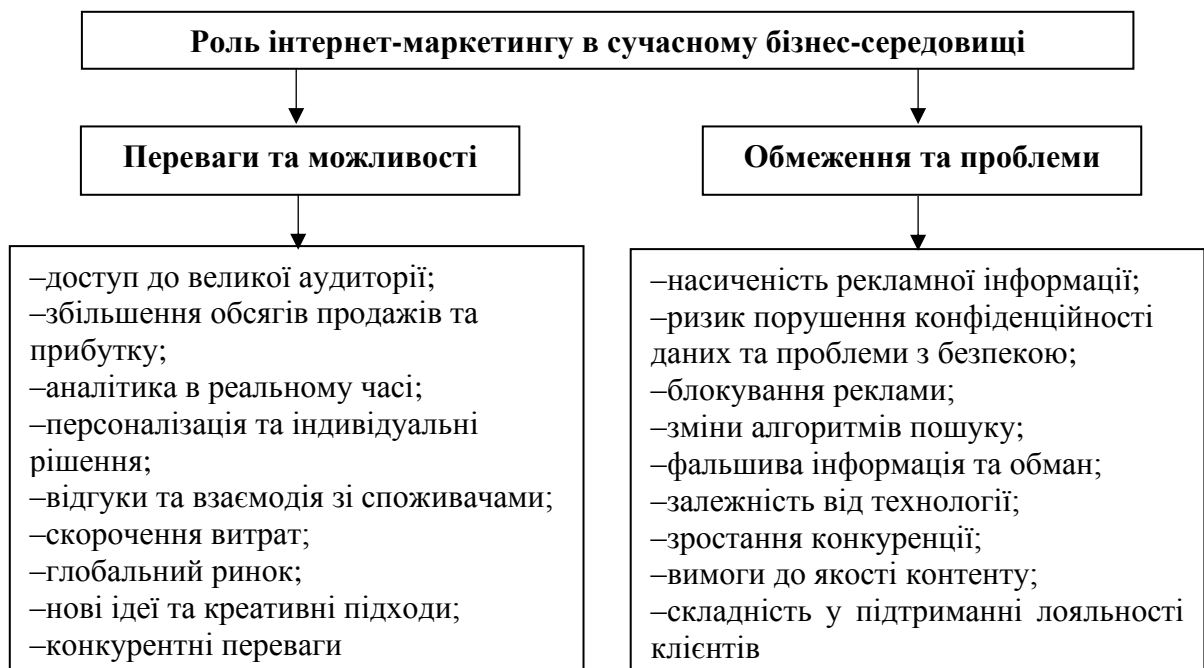 Роль інтернет-маркетингу в сучасному бізнес-середовищі
Переваги та можливості
Обмеження та проблеми
–доступ до великої аудиторії;
–збільшення обсягів продажів та
прибутку;
–аналітика в реальному часі;
–персоналізація та індивідуальні
рішення;
–відгуки та взаємодія зі споживачами;
–скорочення витрат;
–глобальний ринок;
–нові ідеї та креативні підходи;
–конкурентні переваги
–насиченість рекламної інформації;
–ризик порушення конфіденційності
даних та проблеми з безпекою;
–блокування реклами;
–зміни алгоритмів пошуку;
–фальшива інформація та обман;
–залежність від технології;
–зростання конкуренції;
–вимоги до якості контенту;
–складність у підтриманні лояльності
клієнтів